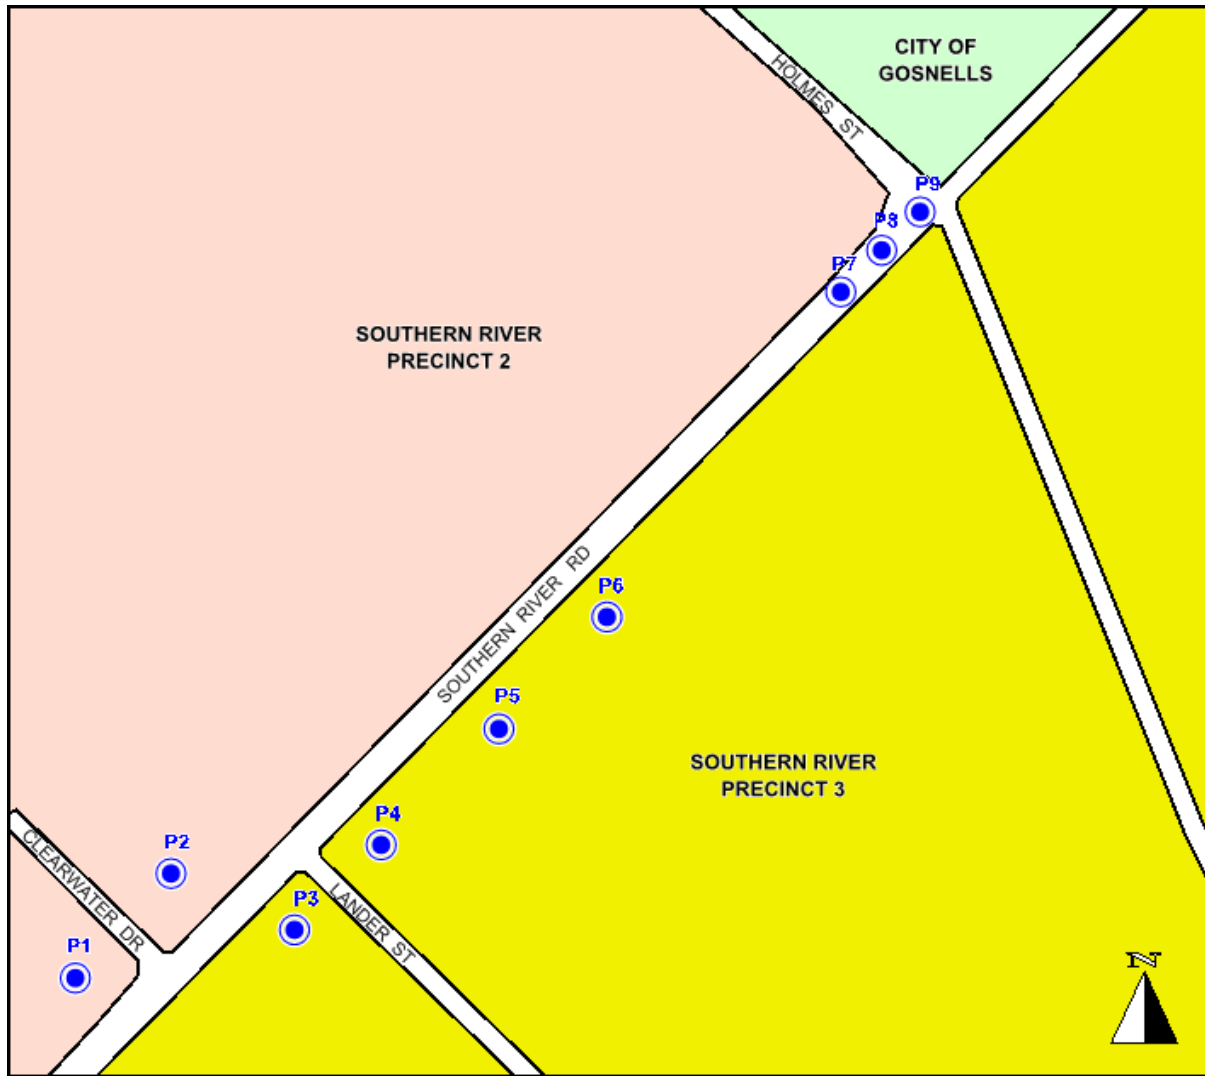 CITY OF
GOSNELLS
HOLMES ST
P9
P8
P7
SOUTHERN RIVER
PRECINCT 2
SOUTHERN RIVER RD
P6
P5
SOUTHERN RIVER
PRECINCT 3
P4
P2
CLEARWATER DR
P3
LANDER ST
P1
N